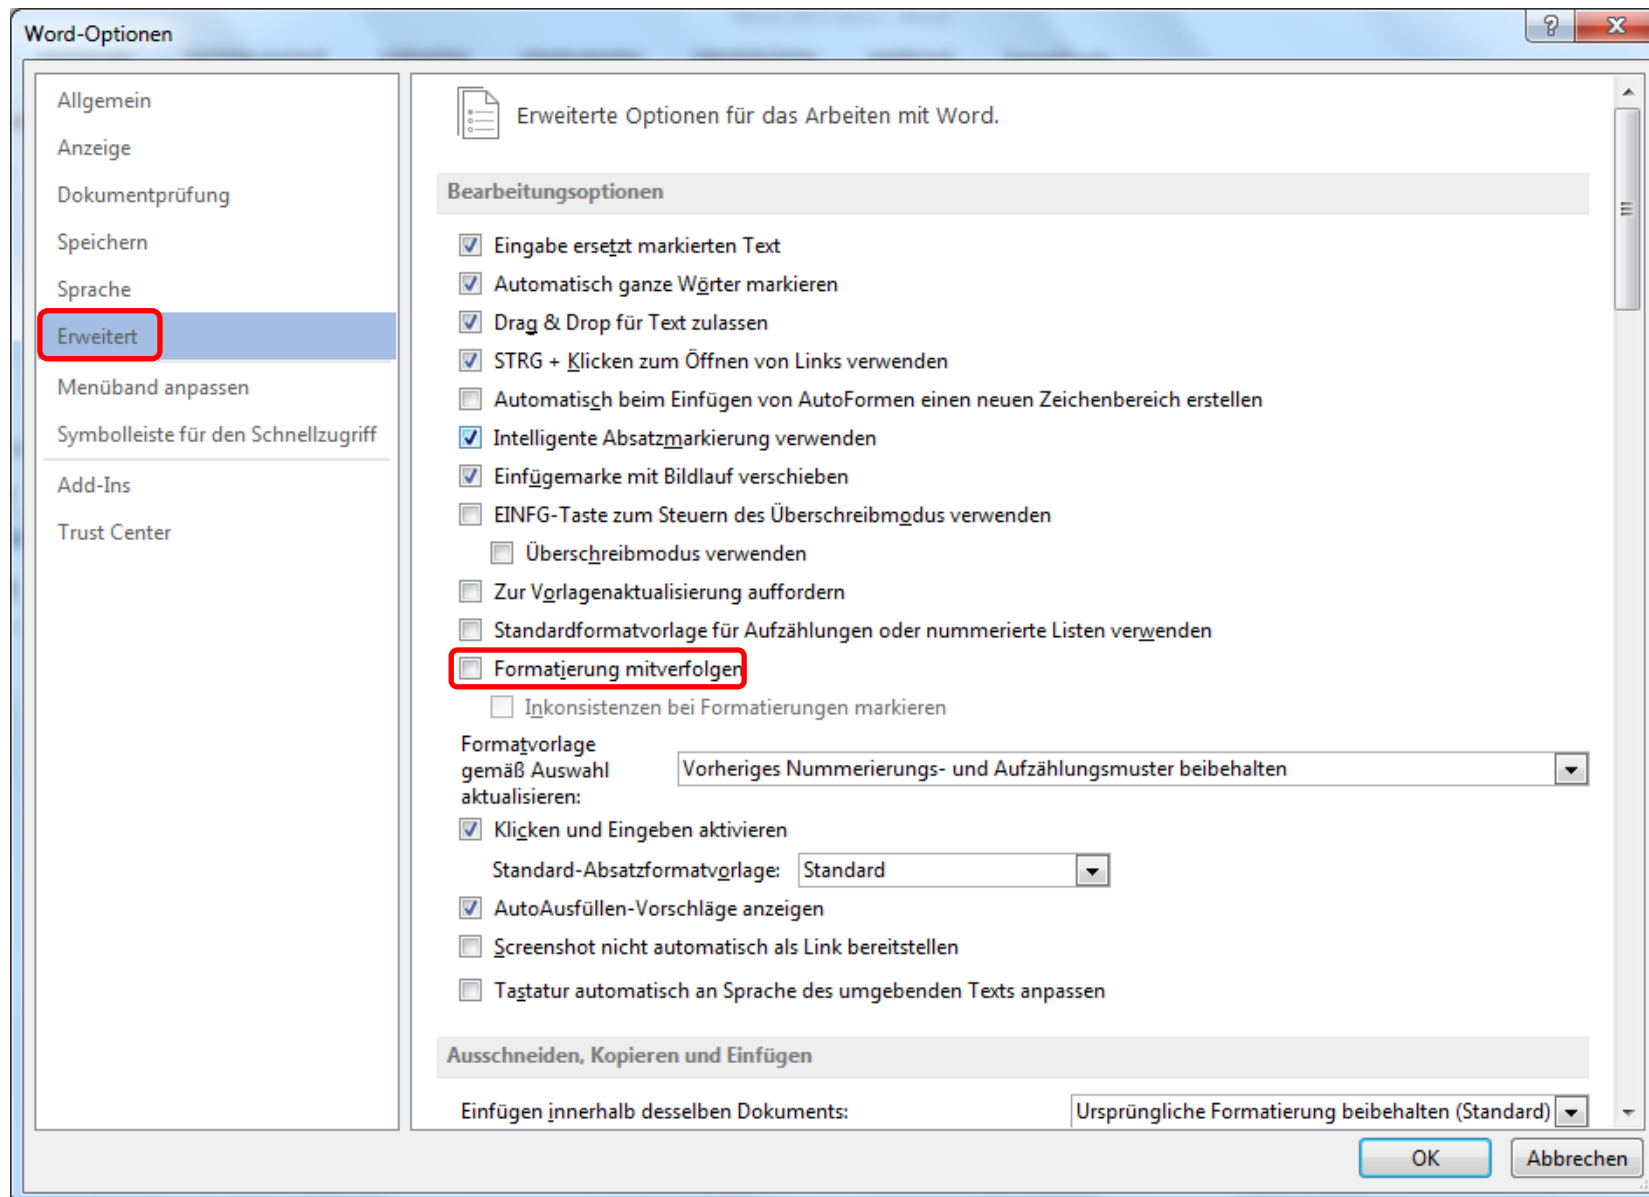 Word-Optionen
Allgemein
Anzeige
Dokumentprüfung
Speichern
Sprache
Erweitert
Menüband anpassen
Symbolleiste für den Schnellzugriff
Add-Ins
Trust Center
Erweiterte Optionen für das Arbeiten mit Word.
Bearbeitungsoptionen
Eingabe ersetzt markierten Text
Automatisch ganze Wörter markieren
Drag & Drop für Text zulassen
STRG + Klicken zum Öffnen von Links verwenden
Automatisch beim Einfügen von AutoFormen einen neuen Zeichenbereich erstellen
Intelligente Absatzmarkierung verwenden
Einfügemarke mit Bildlauf verschieben
EINFG-Taste zum Steuern des Überschreibmodus verwenden
Überschreibmodus verwenden
Zur Vorlagenaktualisierung auffordern
Standardformatvorlage für Aufzählungen oder nummerierte Listen verwenden
Formatierung mitverfolgen
Inkonsistenzen bei Formatierungen markieren
Formatvorlage
gemäß Auswahl
aktualisieren:
Vorheriges Nummerierungs- und Aufzählungsmuster beibehalten
Klicken und Eingeben aktivieren
Standard-Absatzformatvorlage: Standard
AutoAusfüllen-Vorschläge anzeigen
Screenshot nicht automatisch als Link bereitstellen
Tastatur automatisch an Sprache des umgebenden Texts anpassen
Ausschneiden, Kopieren und Einfügen
Einfügen innerhalb desselben Dokuments: Ursprüngliche Formatierung beibehalten (Standard)
OK Abbrechen